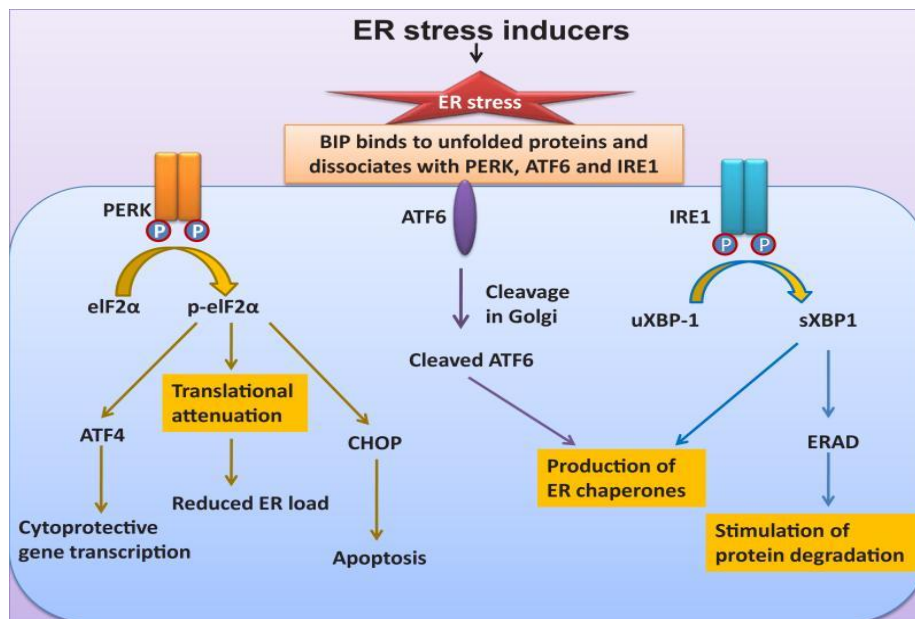 ER stress inducers
ER stress
BIP binds to unfolded proteins and
dissociates with PERK, ATF6 and IRE1
PERK
P P
eIF2α
p-eIF2α
ATF4
Cytoprotective
gene transcription
Translational
attenuation
Reduced ER load
CHOP
Apoptosis
ATF6
Cleavage
in Golgi
Cleaved ATF6
IRE1
P P
uXBP-1
sXBP1
Production of
ER chaperones
ERAD
Stimulation of
protein degradation